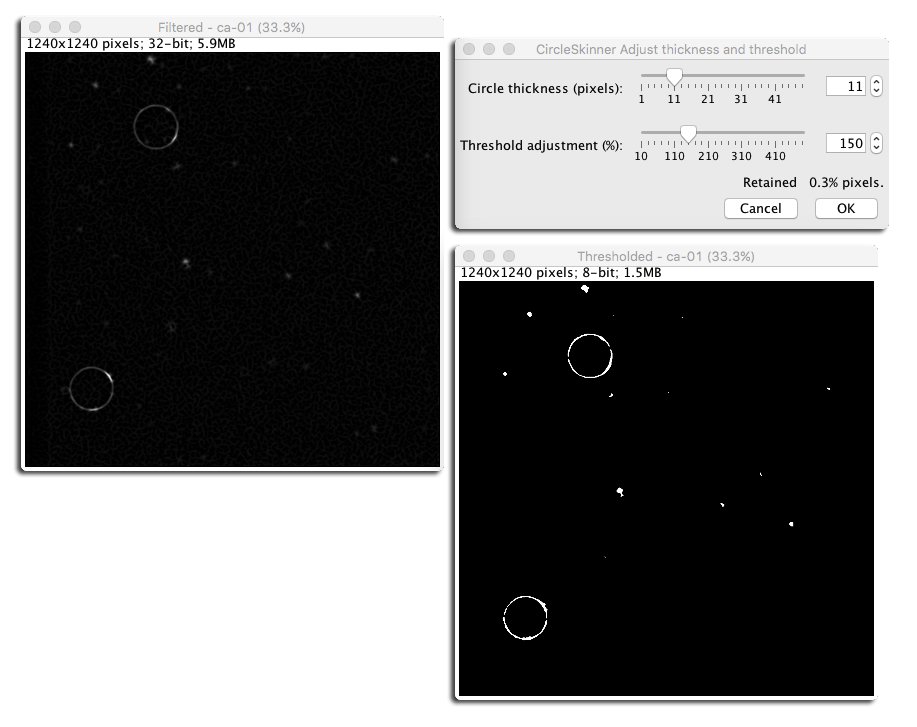 Filtered - ca-01 (33.3%)
1240x1240 pixels; 32-bit; 5.9MB
CircleSkinner Adjust thickness and threshold
Circle thickness (pixels):
11
1 11 21 31 41
Threshold adjustment (%):
150
10 110 210 310 410
Retained 0.3% pixels.
Cancel OK
Thresholded - ca-01 (33.3%)
1240x1240 pixels; 8-bit; 1.5MB